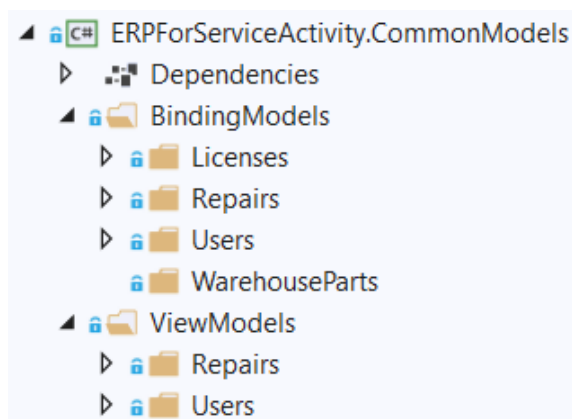 C# ERPForServiceActivity.CommonModels
Dependencies
BindingModels
Licenses
Repairs
Users
WarehouseParts
ViewModels
Repairs
Users